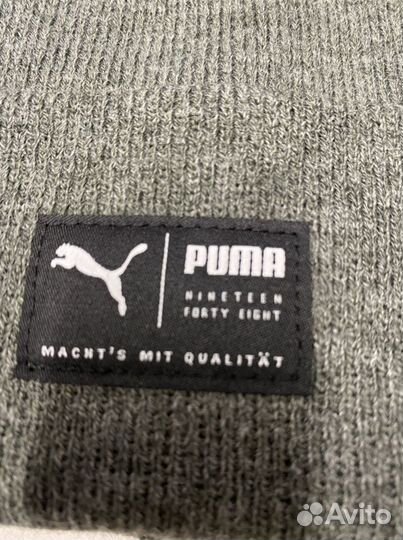 PUMA
NINETEEN
FORTY EIGHT
MACHT'S MIT QUALITÄT
Avito